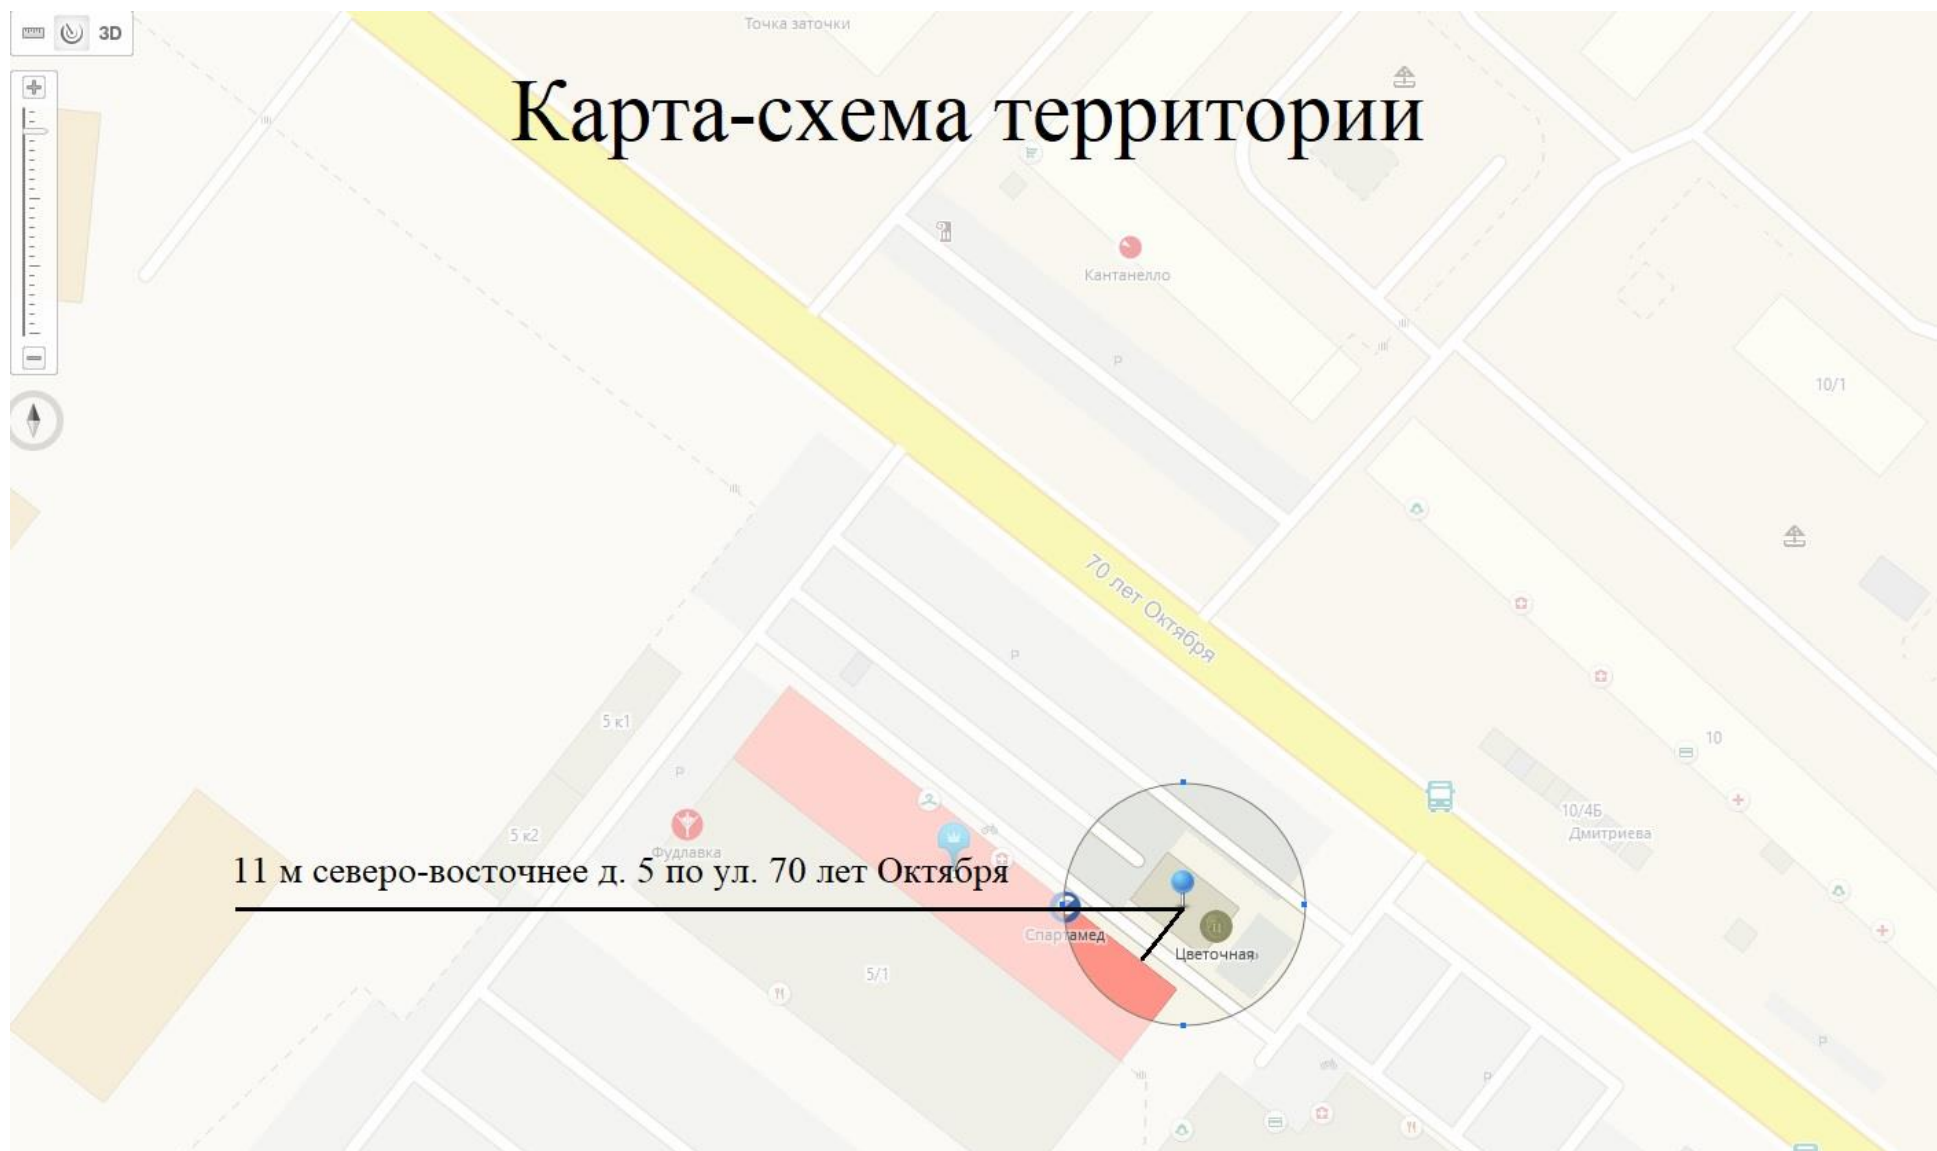 3D
Точка заточки
Карта-схема территории
Кантанелло
P
10/1
70 лет Октября
P
5 к1
P
10
10/4Б
Дмитриева
5 к2
Фудлавка
11 м северо-восточнее д. 5 по ул. 70 лет Октября
Спартамед
Цветочная
5/1
P
P